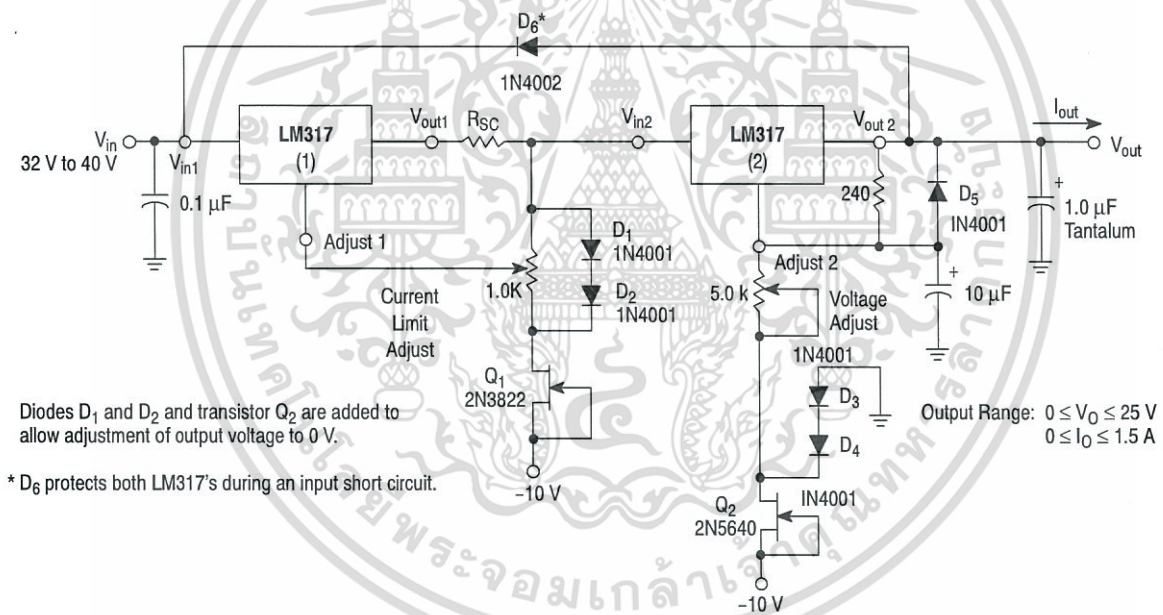 D6*
1N4002
Vin
32 V to 40 V
Vin1
0.1 μF
LM317
(1)
Vout1
RSC
Vin2
LM317
(2)
Vout 2
Iout
Vout
240
D5
IN4001
+
1.0 μF
Tantalum
Adjust 1
D1
1N4001
D2
1N4001
1.0K
Current
Limit
Adjust
Adjust 2
5.0 k
Voltage
Adjust
+
10 μF
1N4001
D3
D4
IN4001
Q1
2N3822
–10 V
Q2
2N5640
–10 V
Output Range: 0 ≤ VO ≤ 25 V
0 ≤ IO ≤ 1.5 A
Diodes D1 and D2 and transistor Q2 are added to
allow adjustment of output voltage to 0 V.
* D6 protects both LM317's during an input short circuit.